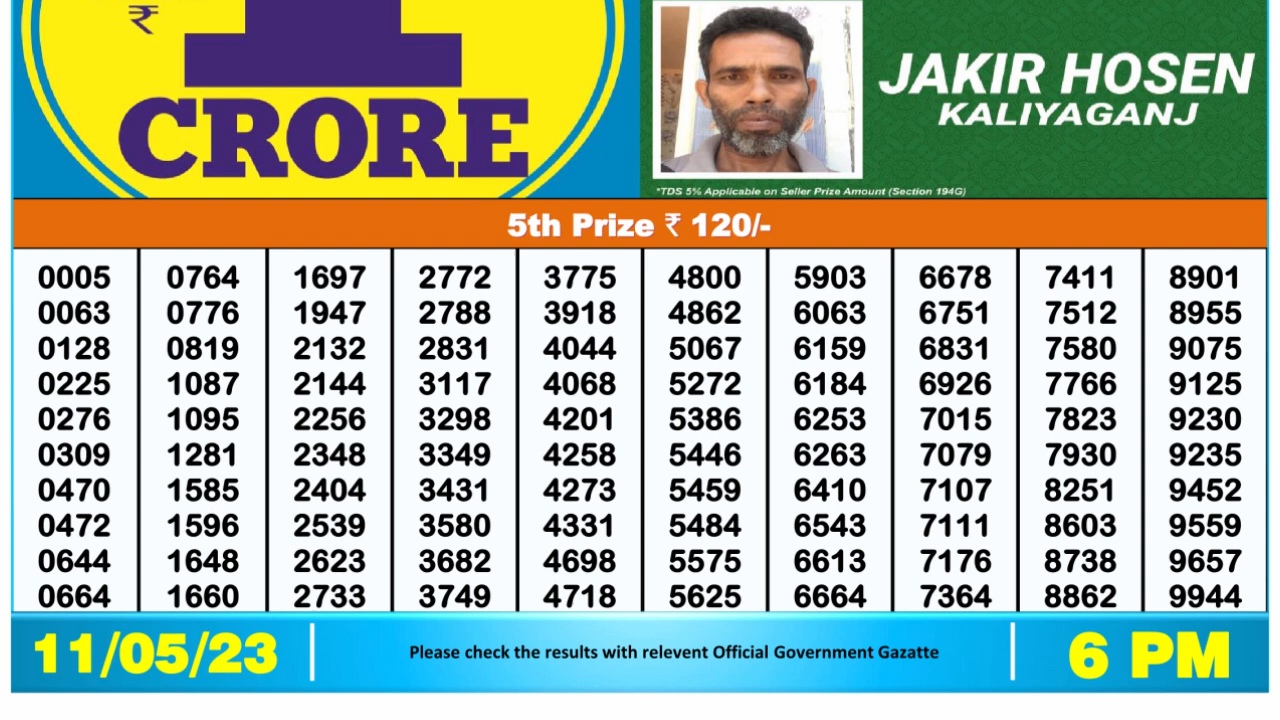 ₹
1
CRORE
JAKIR HOSEN
KALIYAGANJ
*TDS 5% Applicable on Seller Prize Amount (Section 194G)
5th Prize ₹ 120/-
0005 0764 1697 2772 3775 4800 5903 6678 7411 8901
0063 0776 1947 2788 3918 4862 6063 6751 7512 8955
0128 0819 2132 2831 4044 5067 6159 6831 7580 9075
0225 1087 2144 3117 4068 5272 6184 6926 7766 9125
0276 1095 2256 3298 4201 5386 6253 7015 7823 9230
0309 1281 2348 3349 4258 5446 6263 7079 7930 9235
0470 1585 2404 3431 4273 5459 6410 7107 8251 9452
0472 1596 2539 3580 4331 5484 6543 7111 8603 9559
0644 1648 2623 3682 4698 5575 6613 7176 8738 9657
0664 1660 2733 3749 4718 5625 6664 7364 8862 9944
11/05/23
Please check the results with relevent Official Government Gazatte
6 PM